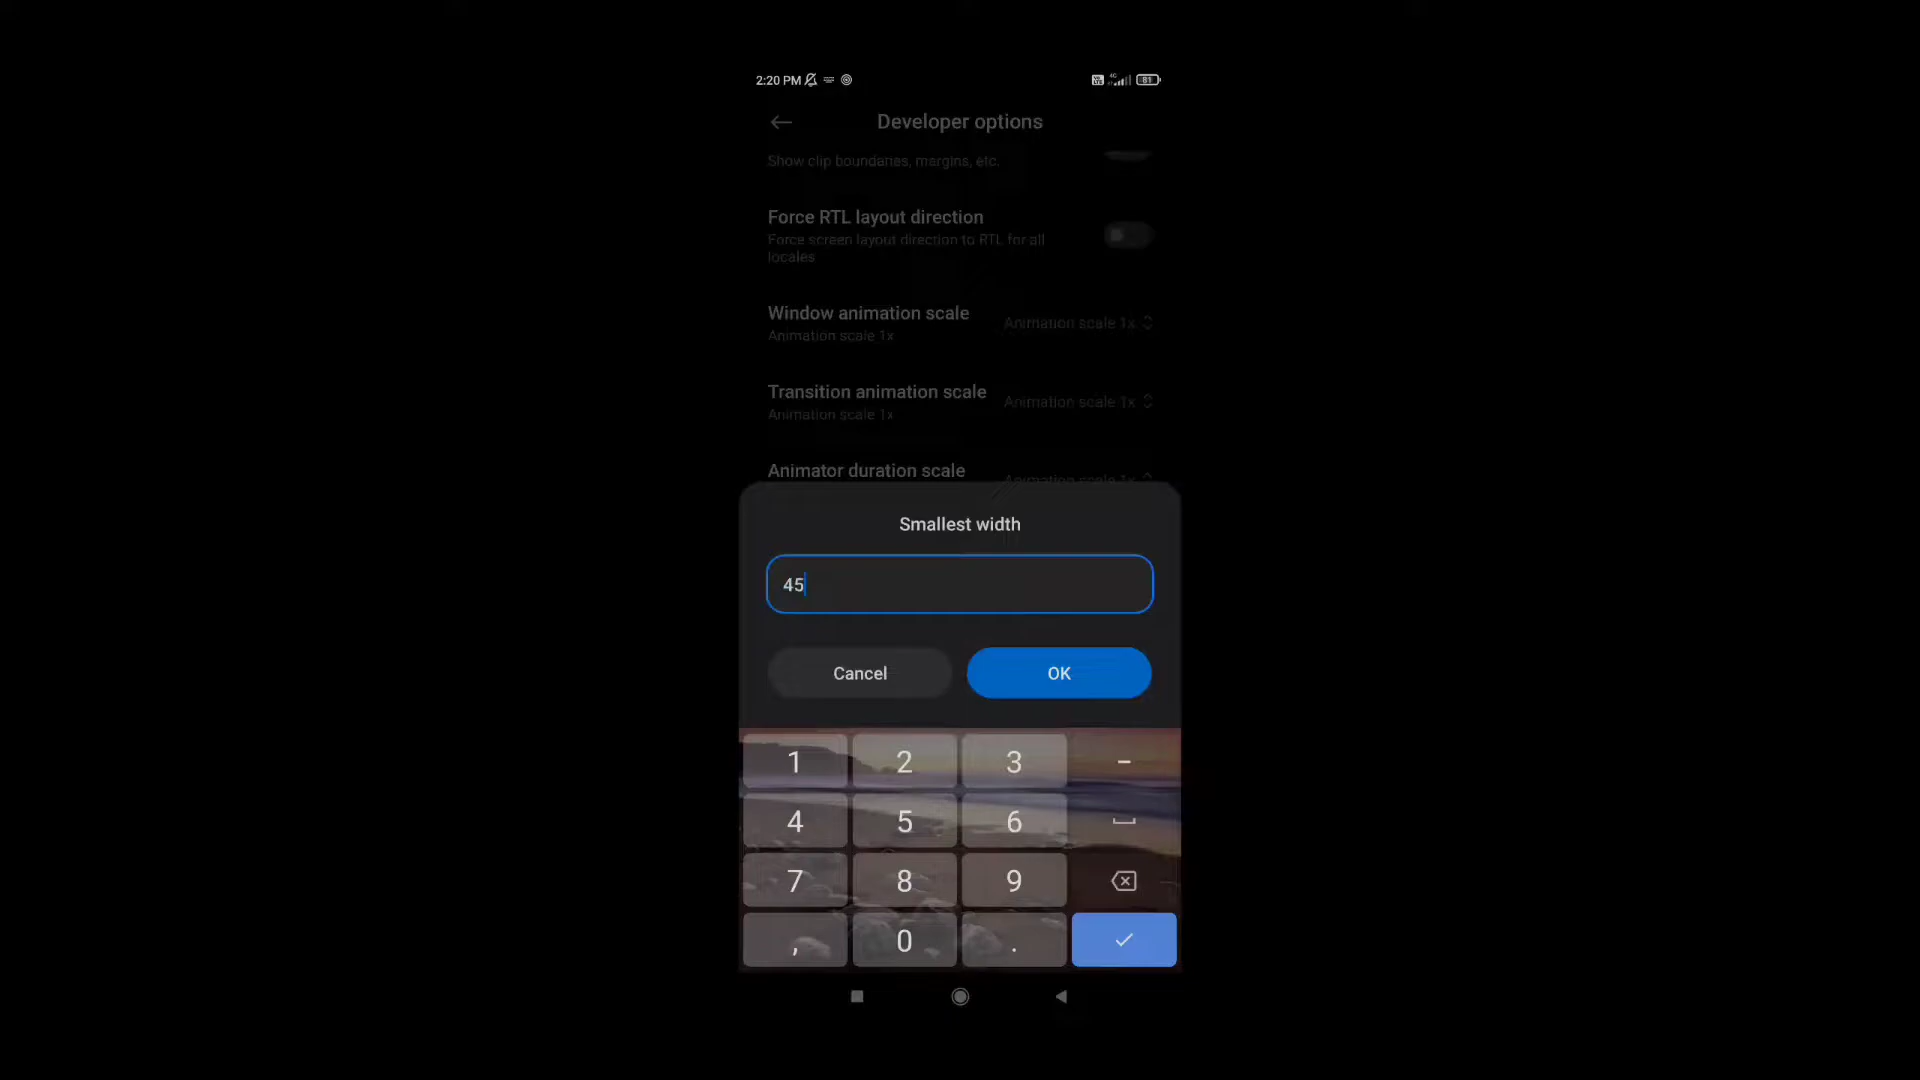 2:20 PM
4G
81
Developer options
Show clip boundaries, margins, etc.
Force RTL layout direction
Force screen layout direction to RTL for all
locales
Window animation scale
Animation scale 1x
Animation scale 1x
Transition animation scale
Animation scale 1x
Animation scale 1x
Animator duration scale
Animation scale 1x
Smallest width
45
Cancel
OK
1 2 3 -
4 5 6
7 8 9
, 0 .